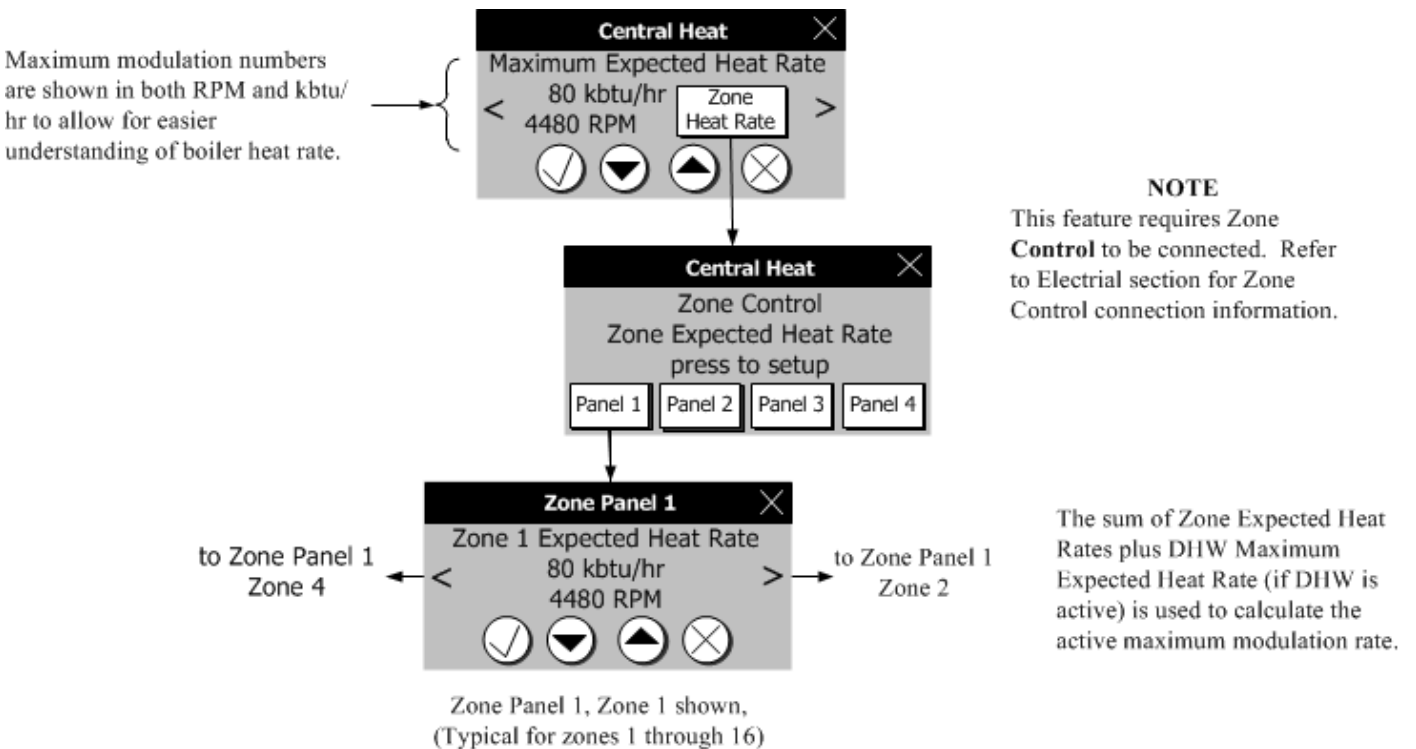 Central Heat
Maximum Expected Heat Rate
< 80 kbtu/hr Zone >
4480 RPM Heat Rate
Maximum modulation numbers
are shown in both RPM and kbtu/
hr to allow for easier
understanding of boiler heat rate.
NOTE
This feature requires Zone
Control to be connected. Refer
to Electrial section for Zone
Control connection information.
Central Heat
Zone Control
Zone Expected Heat Rate
press to setup
Panel 1 Panel 2 Panel 3 Panel 4
Zone Panel 1
Zone 1 Expected Heat Rate
< 80 kbtu/hr >
4480 RPM
to Zone Panel 1
Zone 4
to Zone Panel 1
Zone 2
The sum of Zone Expected Heat
Rates plus DHW Maximum
Expected Heat Rate (if DHW is
active) is used to calculate the
active maximum modulation rate.
Zone Panel 1, Zone 1 shown,
(Typical for zones 1 through 16)